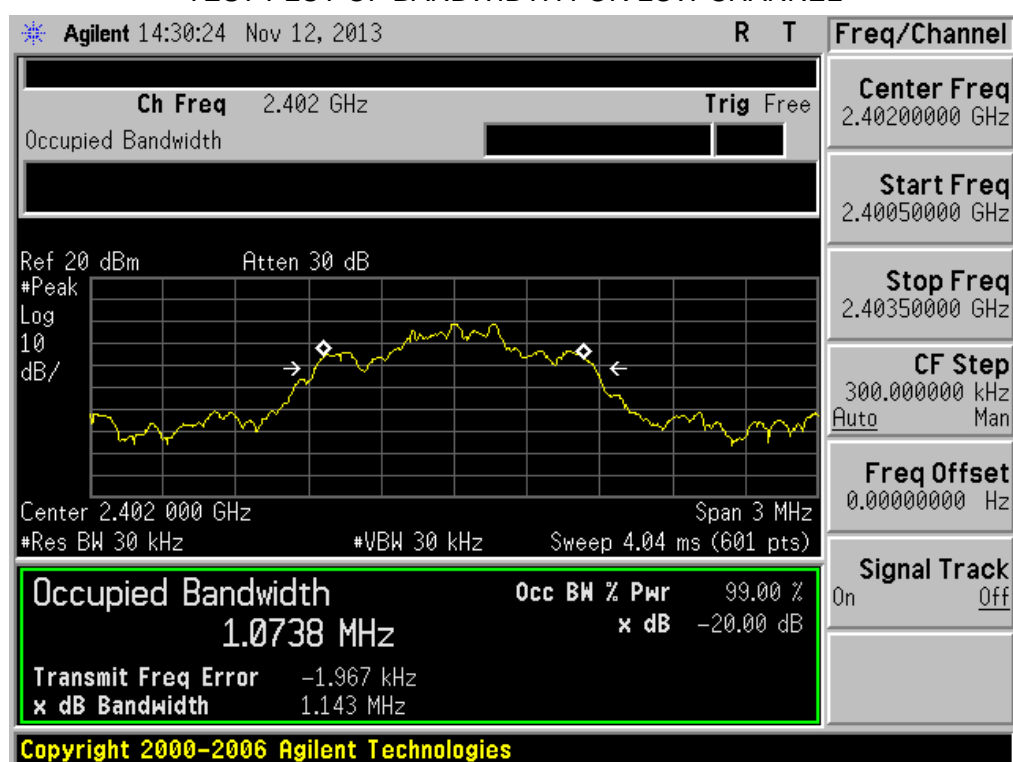 Agilent 14:30:24 Nov 12, 2013 R T
Freq/Channel
Ch Freq 2.402 GHz Trig Free
Occupied Bandwidth
Center Freq
2.40200000 GHz
Start Freq
2.40050000 GHz
Stop Freq
2.40350000 GHz
CF Step
300.000000 kHz
Auto Man
Freq Offset
0.00000000 Hz
Signal Track
On Off
Ref 20 dBm Atten 30 dB
#Peak
Log
10
dB/
Center 2.402 000 GHz Span 3 MHz
#Res BW 30 kHz #VBW 30 kHz Sweep 4.04 ms (601 pts)
Occupied Bandwidth Occ BW % Pwr 99.00 %
1.0738 MHz x dB -20.00 dB
Transmit Freq Error -1.967 kHz
x dB Bandwidth 1.143 MHz
Copyright 2000-2006 Agilent Technologies